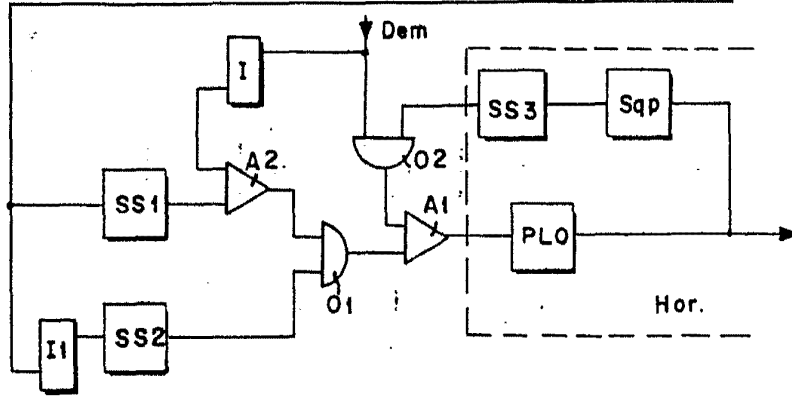 Dem
I
SS3
Sqp
A2.
O2
SS1
A1
PLO
O1
Hor.
I1
SS2